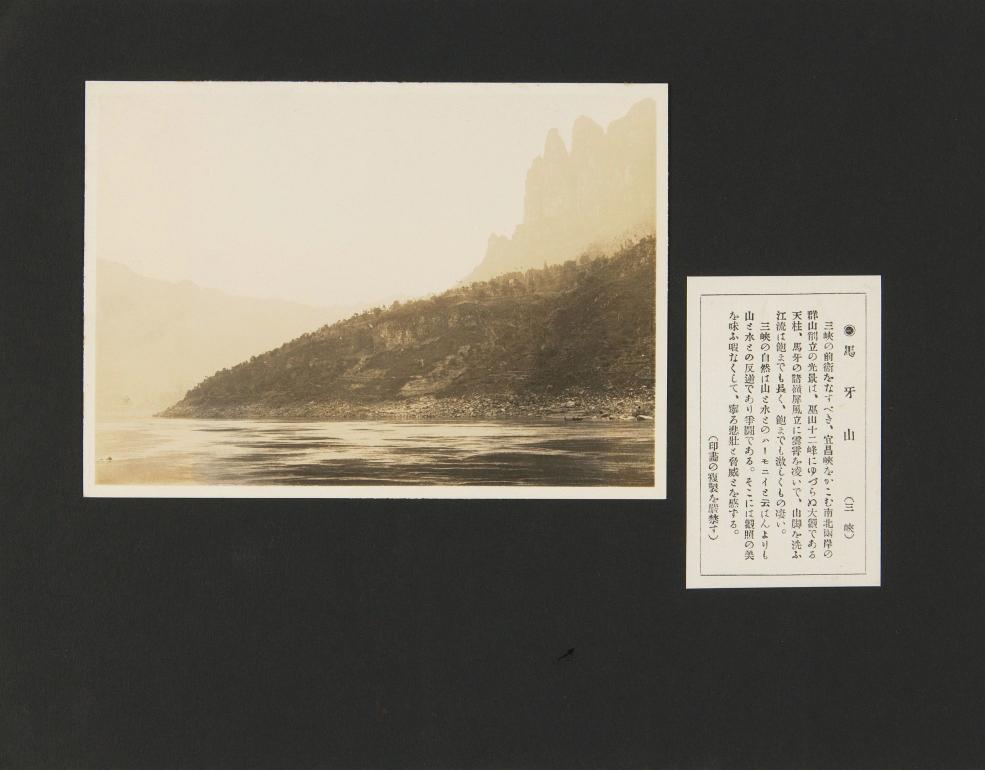 ◉馬牙山　（三峽）
三峽の前衞をなすべき、宜昌峽をかこむ南北兩岸の
群山簇立の光景は、巫山十二峰にゆづらぬ大觀である
天柱、馬牙の諸嶺屏風立に雲霄を凌いで、山脚を洗ふ
江流は飽までも長く、飽までも激しくもの凄い。
三峽の自然は山と水とのハーモニイと云はんよりも
山と水との反逆であり爭鬪である。そこには觀照の美
を味ふ暇なくして、寧ろ悲壯と脅威とを感ずる。
（印畵の複製を嚴禁す）